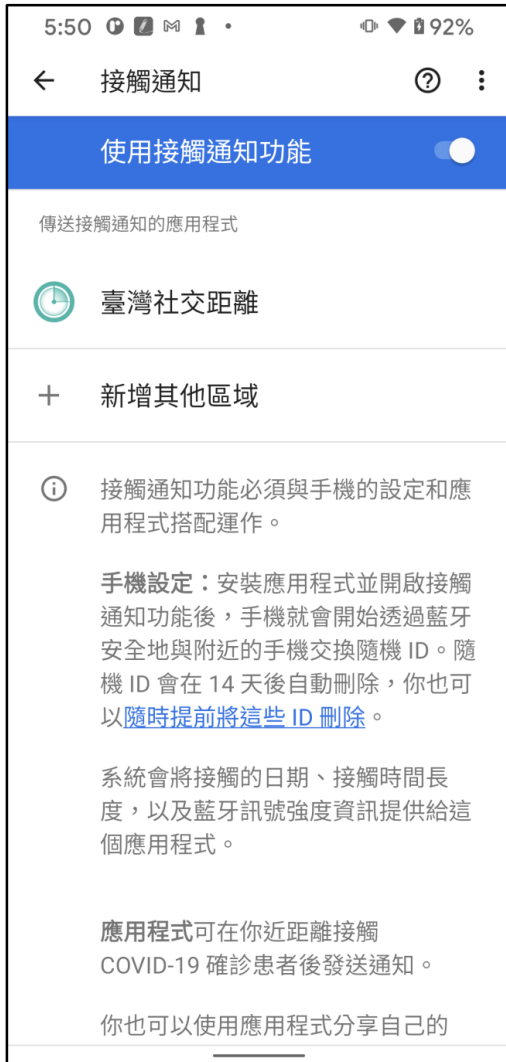 5:50 92%
接觸通知
使用接觸通知功能
傳送接觸通知的應用程式
臺灣社交距離
新增其他區域
接觸通知功能必須與手機的設定和應
用程式搭配運作。
手機設定：安裝應用程式並開啟接觸
通知功能後，手機就會開始透過藍牙
安全地與附近的手機交換隨機 ID。隨
機 ID 會在 14 天後自動刪除，你也可
以隨時提前將這些 ID 刪除。
系統會將接觸的日期、接觸時間長
度，以及藍牙訊號強度資訊提供給這
個應用程式。
應用程式可在你近距離接觸
COVID-19 確診患者後發送通知。
你也可以使用應用程式分享自己的